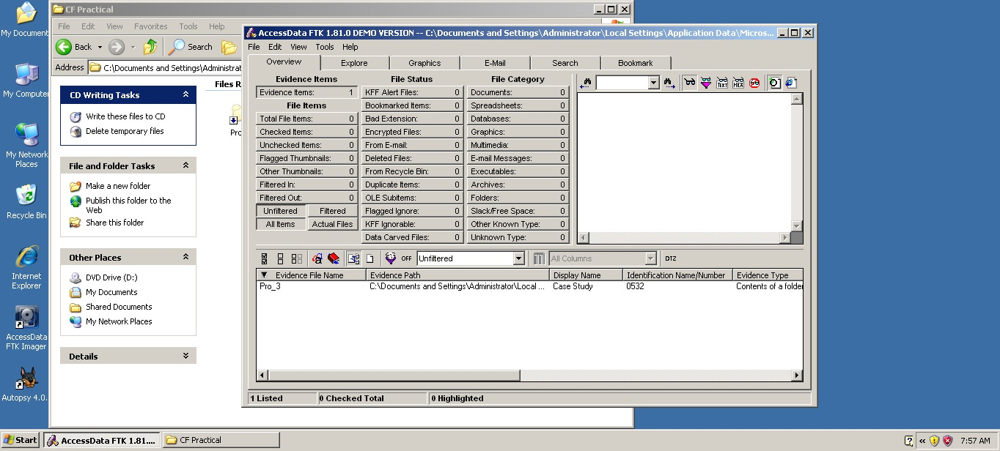 My Document
My Computer
My Network
Places
Recycle Bin
Internet
Explorer
AccessData
FTK Imager
Autopsy 4.0.
CF Practical
File Edit View Favorites Tools Help
Back Search
Address C:\Documents and Settings\Administrat
CD Writing Tasks
Write these files to CD
Delete temporary files
File and Folder Tasks
Make a new folder
Publish this folder to the
Web
Share this folder
Other Places
DVD Drive (D:)
My Documents
Shared Documents
My Network Places
Details
Files R
Pro
AccessData FTK 1.81.0 DEMO VERSION -- C:\Documents and Settings\Administrator\Local Settings\Application Data\Micros...
File Edit View Tools Help
Overview Explore Graphics E-Mail Search Bookmark
Evidence Items File Status File Category
Evidence Items: 1 KFF Alert Files: 0 Documents: 0
File Items Bookmarked Items: 0 Spreadsheets: 0
Total File Items: 0 Bad Extension: 0 Databases: 0
Checked Items: 0 Encrypted Files: 0 Graphics: 0
Unchecked Items: 0 From E-mail: 0 Multimedia: 0
Flagged Thumbnails: 0 Deleted Files: 0 E-mail Messages: 0
Other Thumbnails: 0 From Recycle Bin: 0 Executables: 0
Filtered In: 0 Duplicate Items: 0 Archives: 0
Filtered Out: 0 OLE Subitems: 0 Folders: 0
Unfiltered Filtered Flagged Ignore: 0 Slack/Free Space: 0
All Items Actual Files KFF Ignorable: 0 Other Known Type: 0
Data Carved Files: 0 Unknown Type: 0
TEXT HEX
OFF Unfiltered All Columns DTZ
Evidence File Name Evidence Path Display Name Identification Name/Number Evidence Type
Pro_3 C:\Documents and Settings\Administrator\Local ... Case Study 0532 Contents of a folder
1 Listed 0 Checked Total 0 Highlighted
Start AccessData FTK 1.81.... CF Practical « 7:57 AM